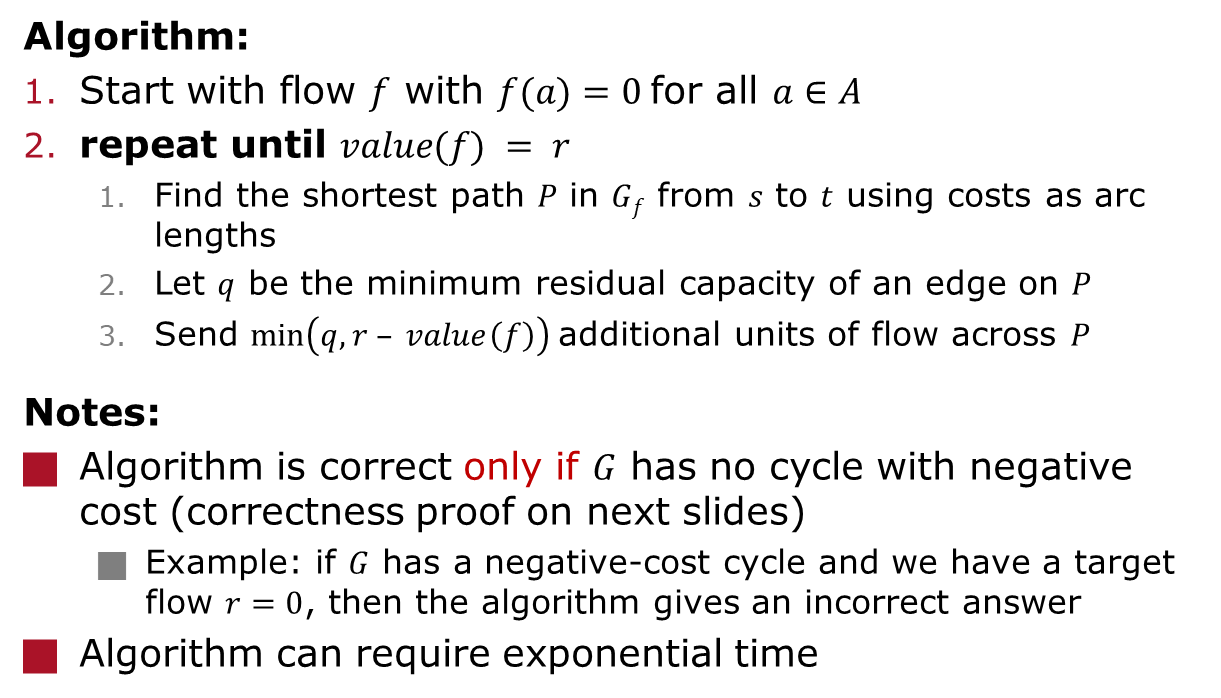 Algorithm:
1. Start with flow f with f(a) = 0 for all a ∈ A
2. repeat until value(f) = r
1. Find the shortest path P in G_f from s to t using costs as arc
lengths
2. Let q be the minimum residual capacity of an edge on P
3. Send min(q, r – value(f)) additional units of flow across P
Notes:
Algorithm is correct only if G has no cycle with negative
cost (correctness proof on next slides)
Example: if G has a negative-cost cycle and we have a target
flow r = 0, then the algorithm gives an incorrect answer
Algorithm can require exponential time